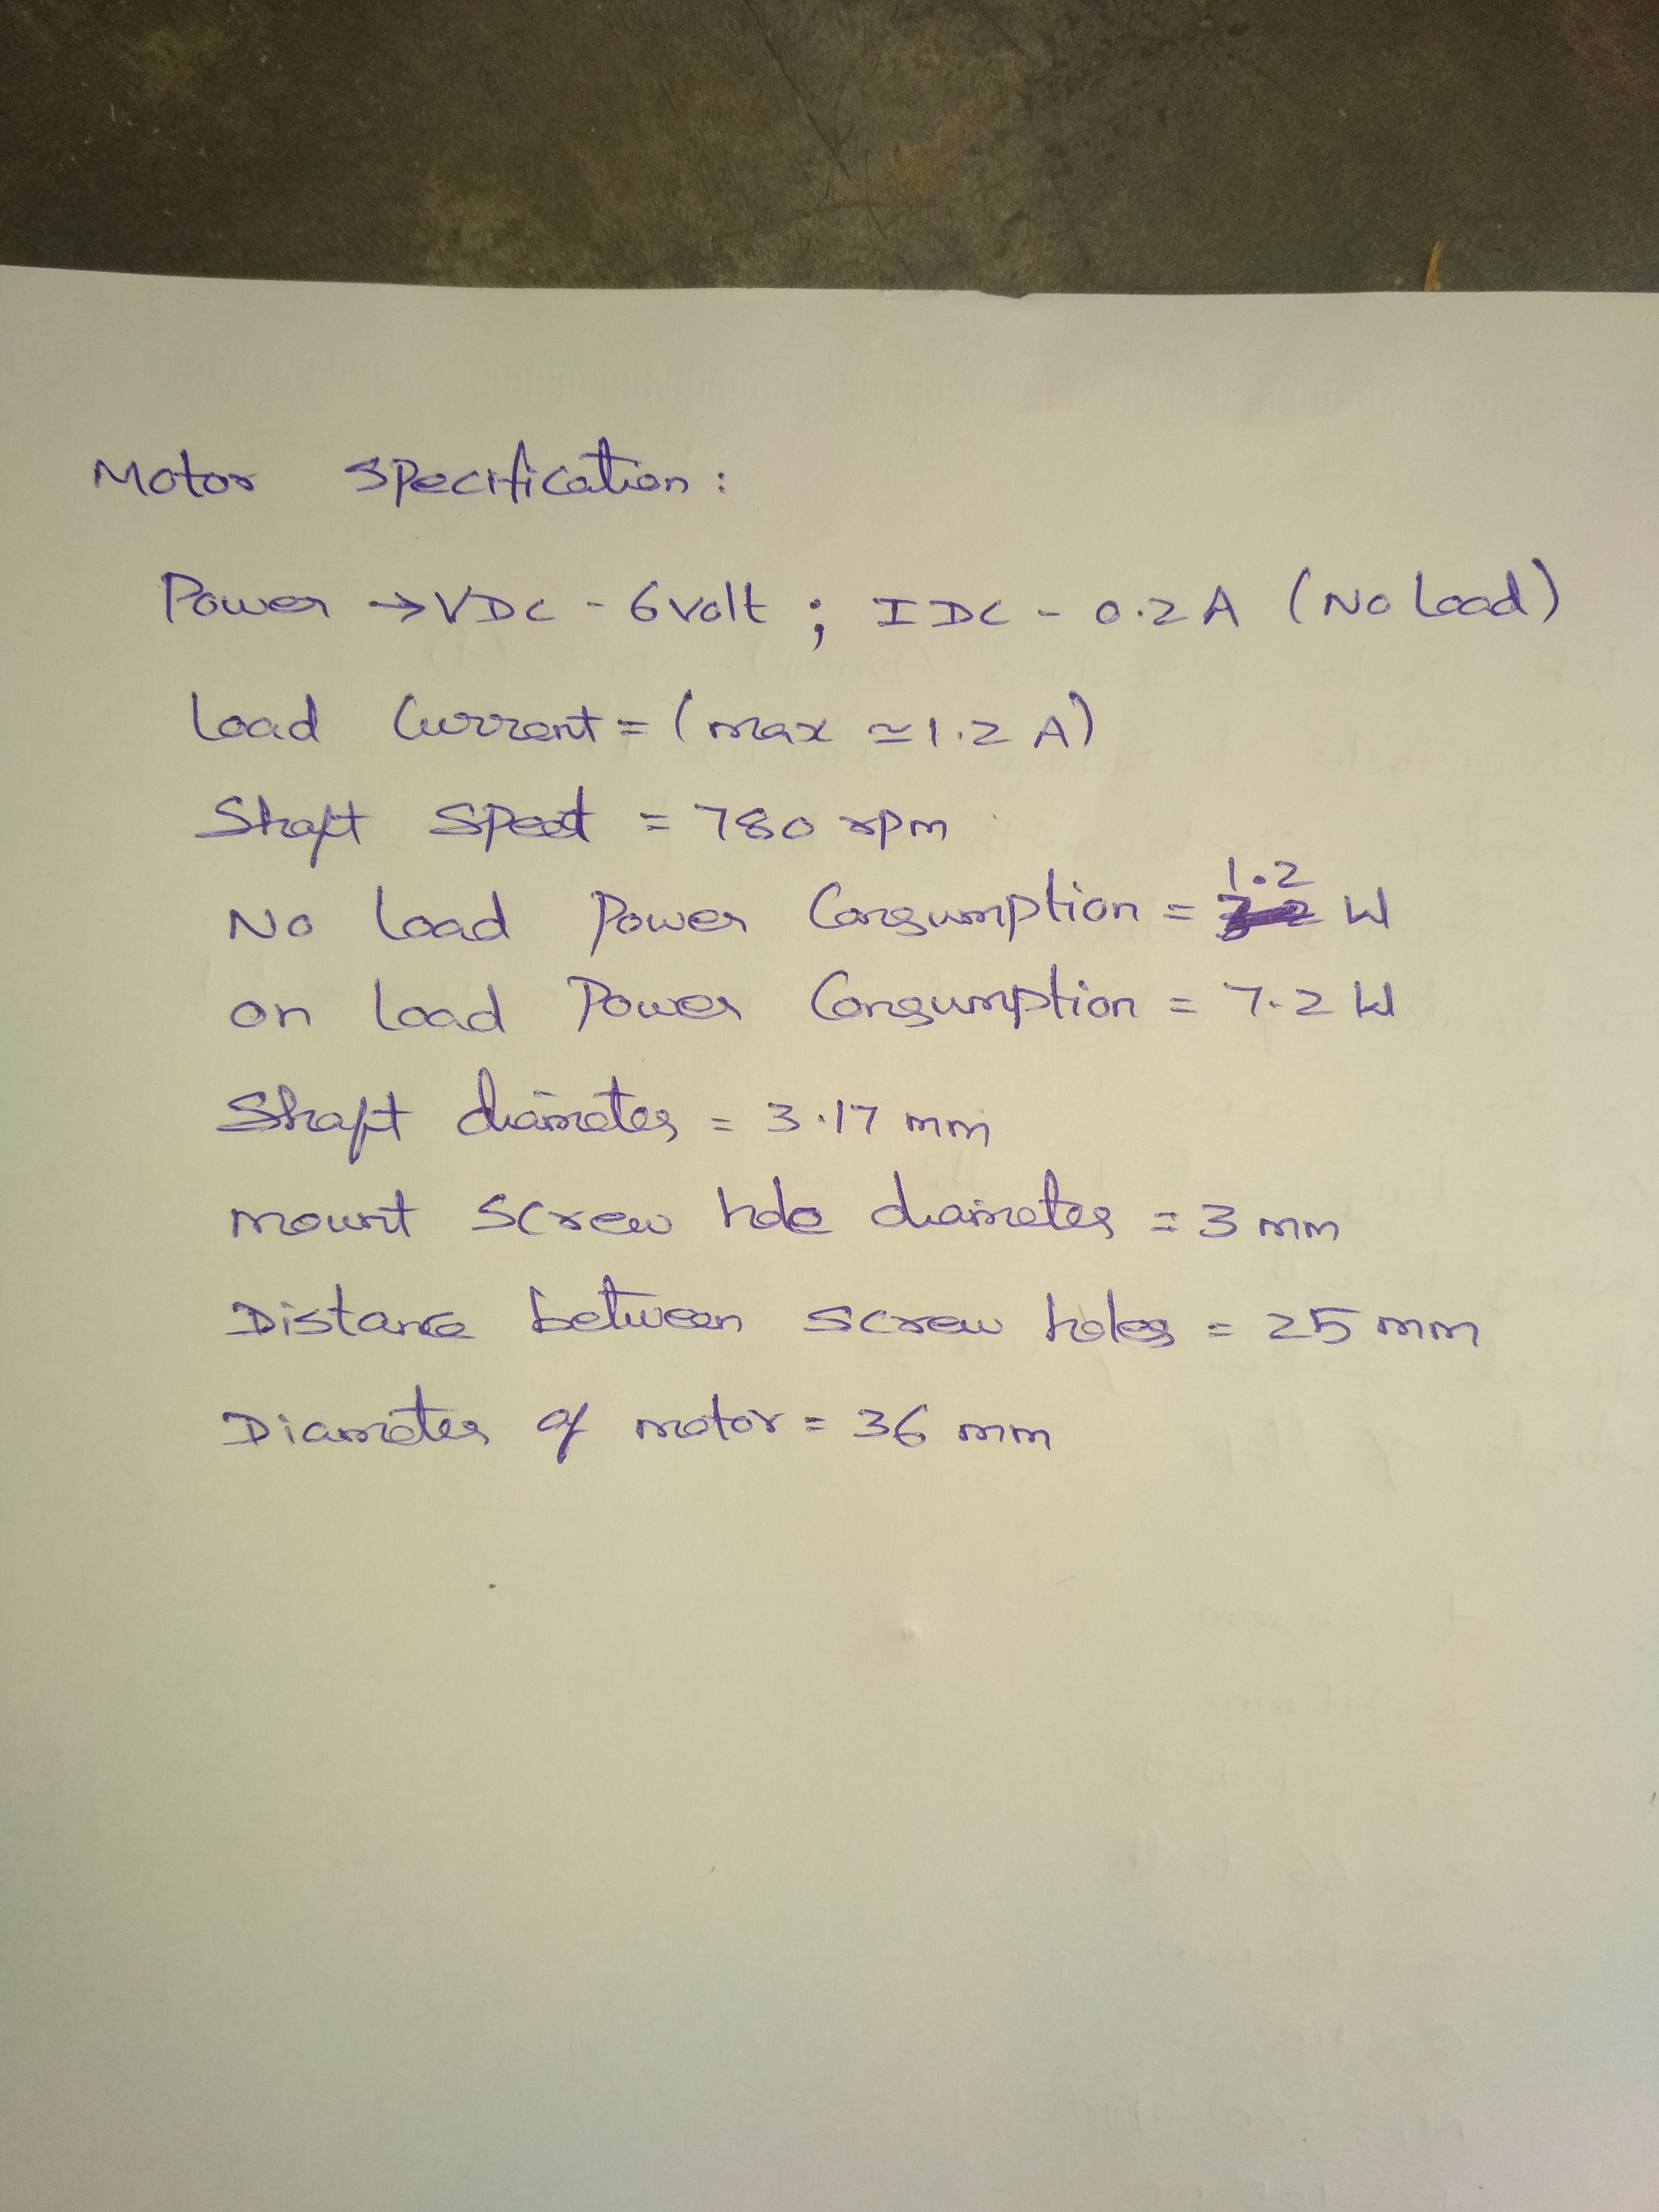 Motor Specification:
Power → VDC - 6 volt ; IDC - 0.2 A (No Load)
Load Current = (max ≃ 1.2 A)
Shaft Speed = 780 rpm
No Load Power Consumption = 1.2 W
on Load Power Consumption = 7.2 W
Shaft diameter = 3.17 mm
mount screw hole diameter = 3 mm
Distance between screw holes = 25 mm
Diameter of motor = 36 mm